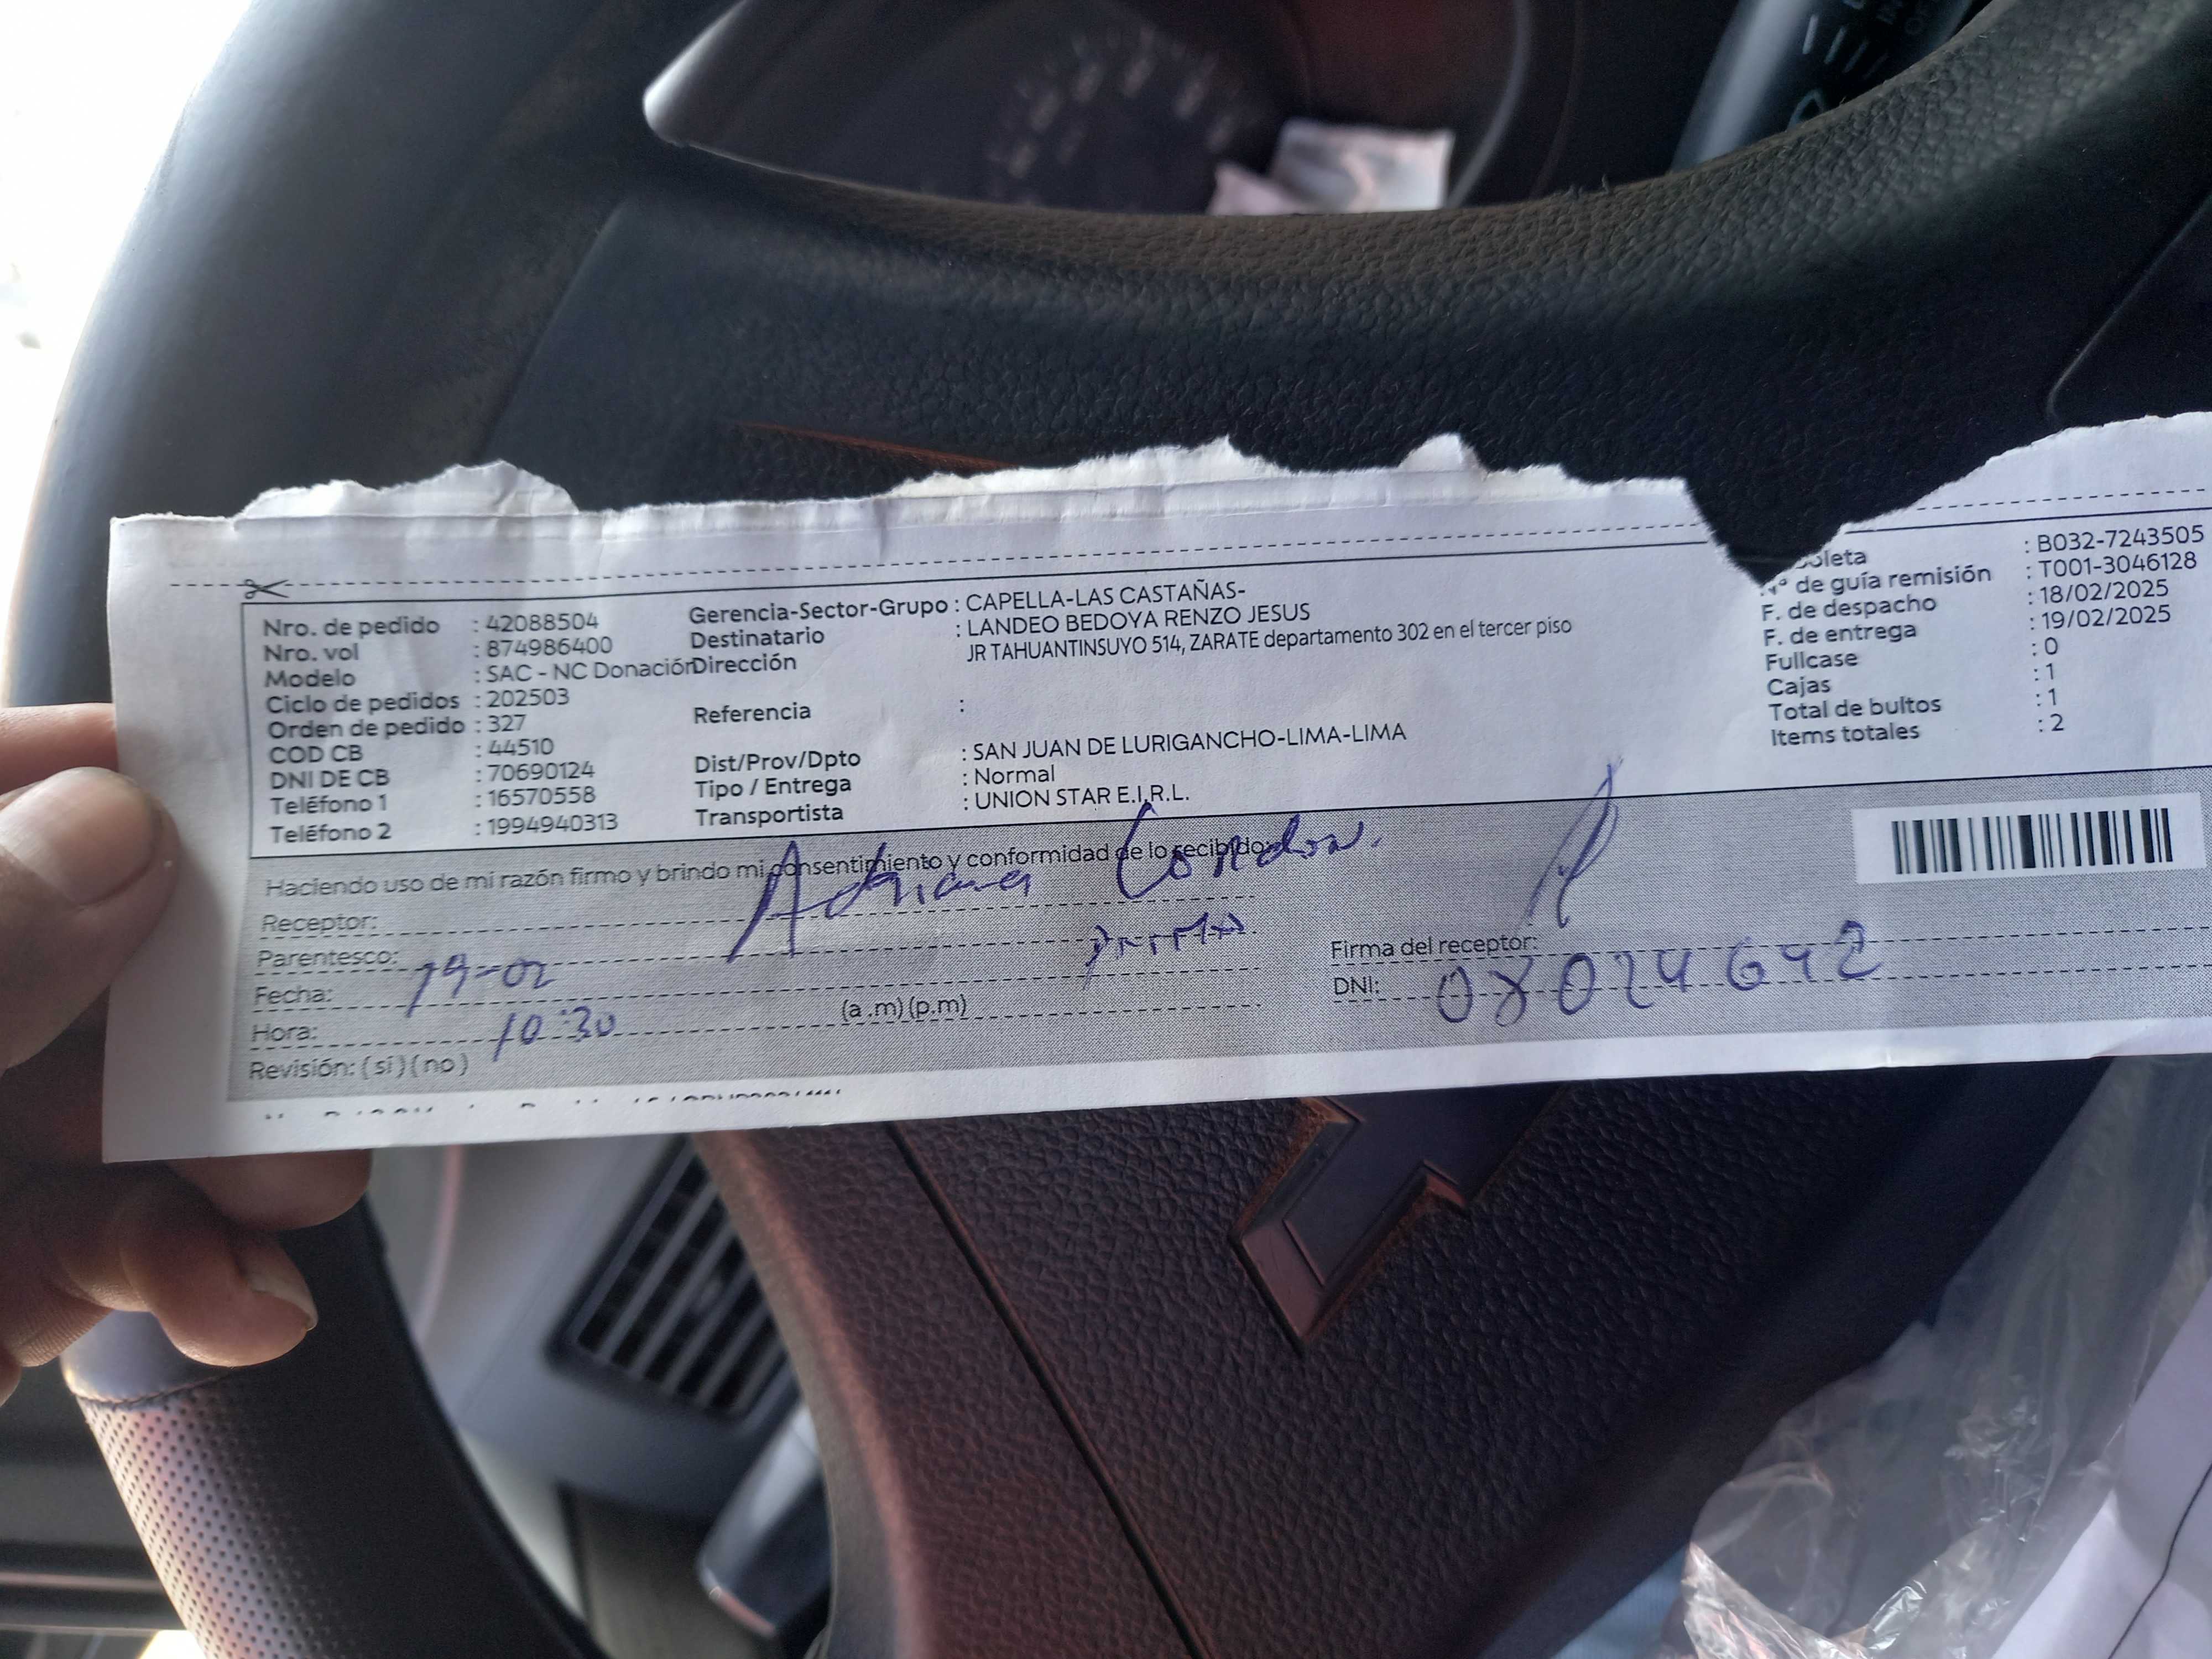 Nro. de pedido : 42088504
Nro. vol : 874986400
Modelo : SAC - NC Donación
Ciclo de pedidos : 202503
Orden de pedido : 327
COD CB : 44510
DNI DE CB : 70690124
Teléfono 1 : 16570558
Teléfono 2 : 1994940313
Gerencia-Sector-Grupo : CAPELLA-LAS CASTAÑAS-
Destinatario : LANDEO BEDOYA RENZO JESUS
Dirección JR TAHUANTINSUYO 514, ZARATE departamento 302 en el tercer piso
Referencia :
Dist/Prov/Dpto : SAN JUAN DE LURIGANCHO-LIMA-LIMA
Tipo / Entrega : Normal
Transportista : UNION STAR E.I.R.L.
oleta : B032-7243505
N° de guía remisión : T001-3046128
F. de despacho : 18/02/2025
F. de entrega : 19/02/2025
Fullcase : 0
Cajas : 1
Total de bultos : 1
Items totales : 2
Haciendo uso de mi razón firmo y brindo mi consentimiento y conformidad de lo recibido:
Receptor: Adriana
Parentesco:
Fecha: 19-02
Hora: 10:30 (a.m)(p.m)
Revisión: (si)(no)
Firma del receptor:
DNI: 08024642